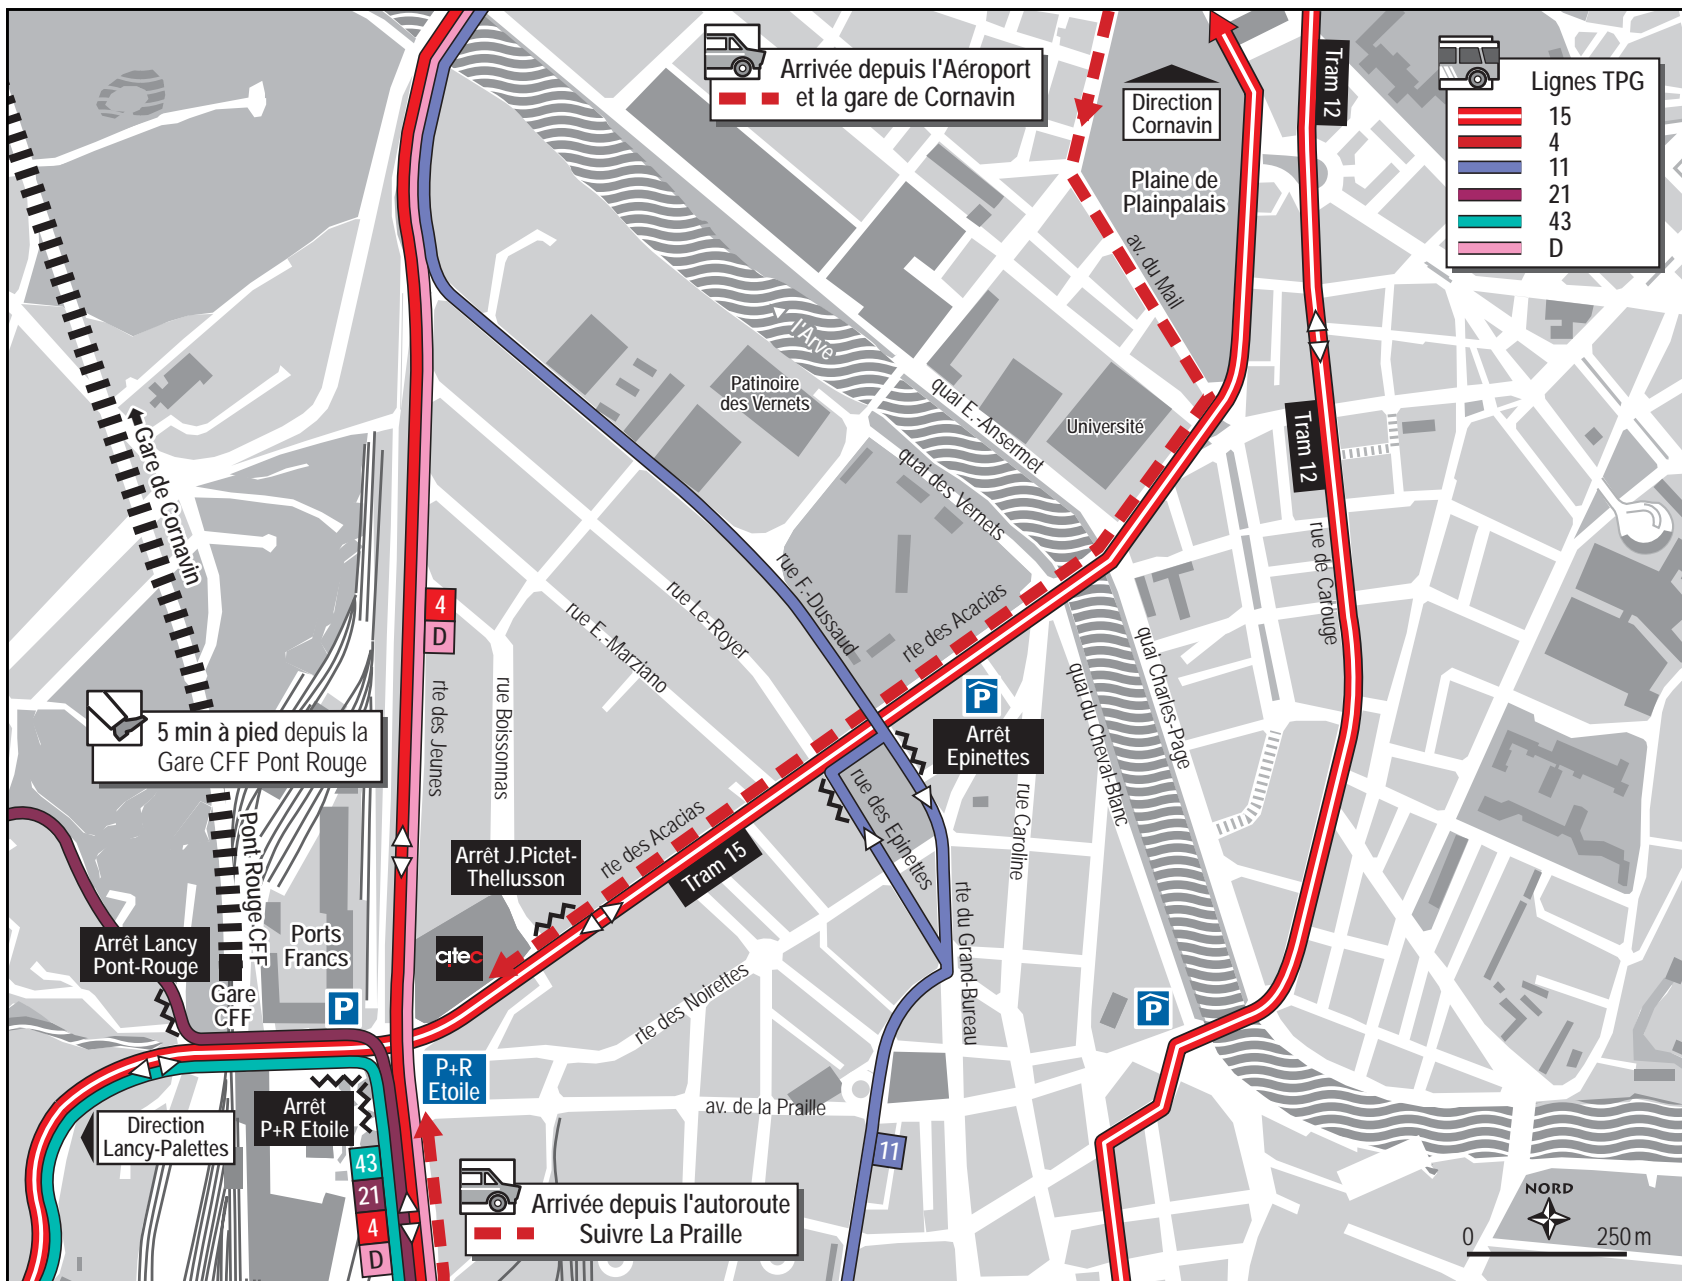 Arrivée depuis l'Aéroport
et la gare de Cornavin
Direction
Cornavin
Tram 12
Lignes TPG
15
4
11
21
43
D
Plaine de
Plainpalais
av. du Mail
l'Arve
Patinoire
des Vernets
quai E.-Ansermet
Université
quai des Vernets
Tram 12
Gare de Cornavin
rue de Carouge
rue F.-Dussaud
rue Le-Royer
rue E.-Marziano
rte des Acacias
4
D
quai Charles-Page
quai du Cheval-Blanc
rte des Jeunes
rue Boissonnas
P
Arrêt
Epinettes
5 min à pied depuis la
Gare CFF Pont Rouge
rue des Epinettes
rue Caroline
Pont Rouge CFF
Arrêt J.Pictet-
Thellusson
rte des Acacias
Tram 15
rte du Grand-Bureau
Arrêt Lancy
Pont-Rouge
Ports
Francs
citec
Gare
CFF
P
rte des Noirettes
P
P+R
Etoile
av. de la Praille
Arrêt
P+R Etoile
Direction
Lancy-Palettes
43
21
4
D
11
Arrivée depuis l'autoroute
Suivre La Praille
NORD
0
250 m